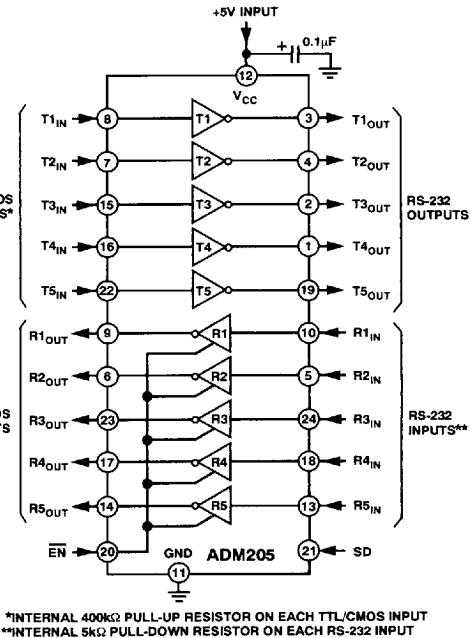 +5V INPUT
+ 0.1μF
12
VCC
T1IN 8 T1 3 T1OUT
T2IN 7 T2 4 T2OUT
T3IN 15 T3 2 T3OUT
RS-232
OUTPUTS
T4IN 16 T4 1 T4OUT
T5IN 22 T5 19 T5OUT
R1OUT 9 R1 10 R1IN
R2OUT 6 R2 5 R2IN
R3OUT 23 R3 24 R3IN
RS-232
INPUTS**
R4OUT 17 R4 18 R4IN
R5OUT 14 R5 13 R5IN
EN 20 GND ADM205 21 SD
11
*INTERNAL 400kΩ PULL-UP RESISTOR ON EACH TTL/CMOS INPUT
**INTERNAL 5kΩ PULL-DOWN RESISTOR ON EACH RS-232 INPUT